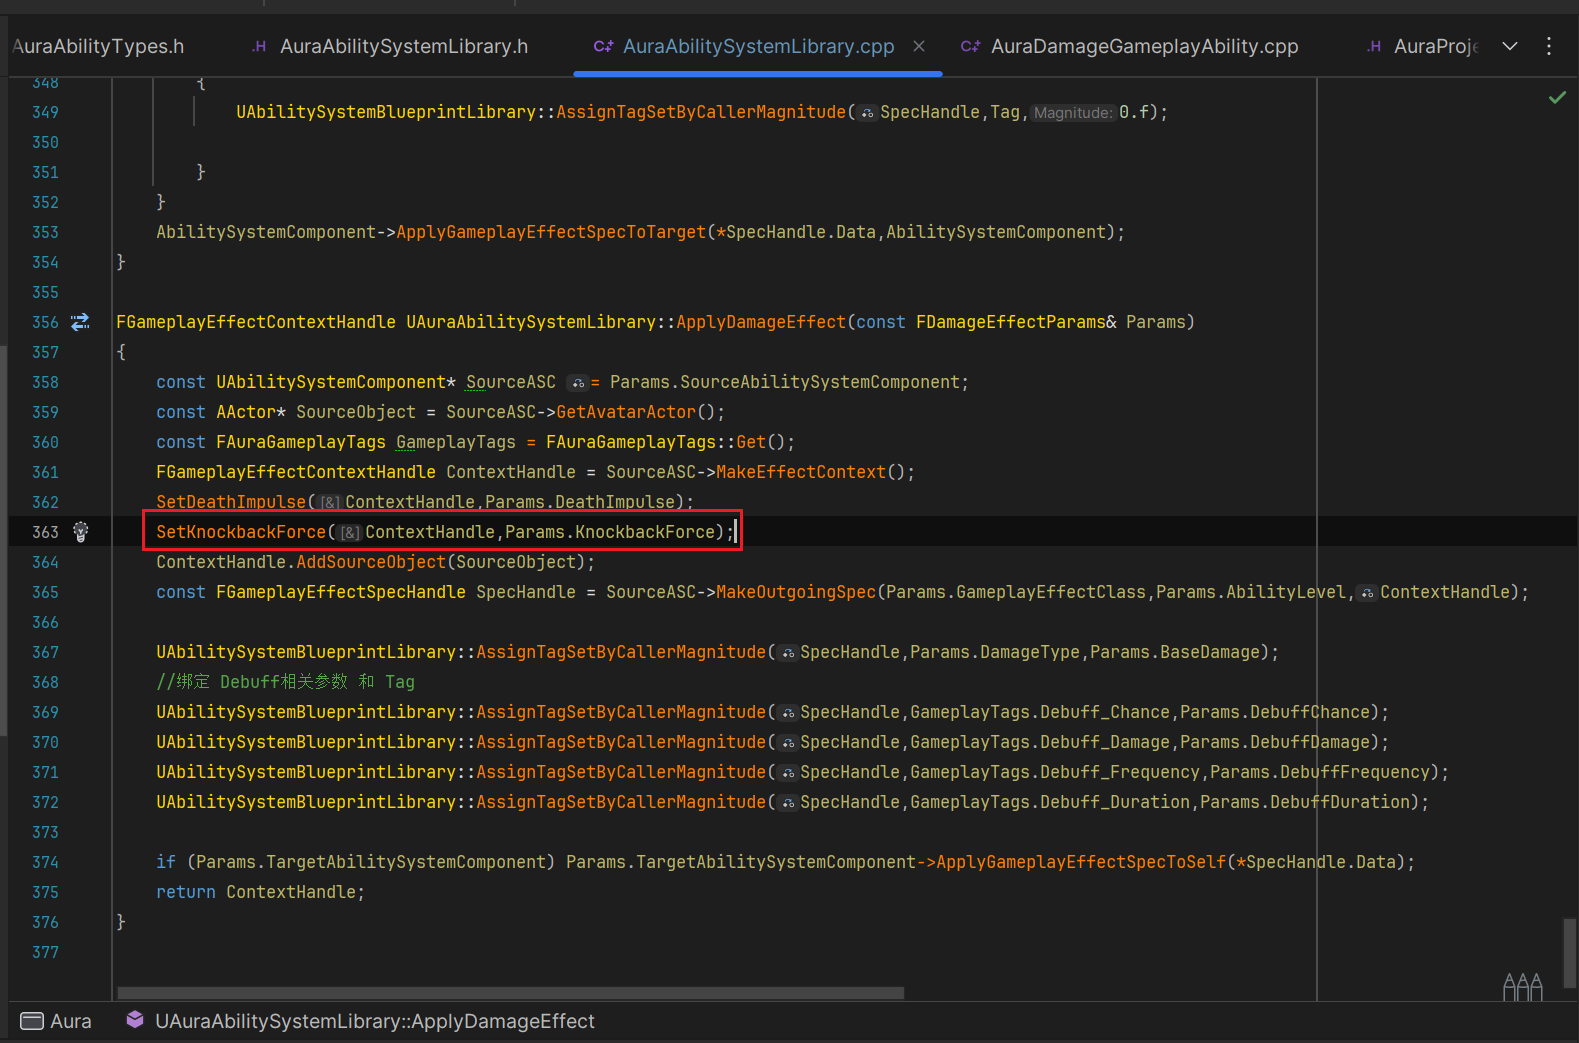 AuraAbilityTypes.h .H AuraAbilitySystemLibrary.h C++ AuraAbilitySystemLibrary.cpp C++ AuraDamageGameplayAbility.cpp .H AuraProje
348 {
349 UAbilitySystemBlueprintLibrary::AssignTagSetByCallerMagnitude(SpecHandle,Tag,Magnitude:0.f);
350
351 }
352 }
353 AbilitySystemComponent->ApplyGameplayEffectSpecToTarget(*SpecHandle.Data,AbilitySystemComponent);
354 }
355
356 FGameplayEffectContextHandle UAuraAbilitySystemLibrary::ApplyDamageEffect(const FDamageEffectParams& Params)
357 {
358 const UAbilitySystemComponent* SourceASC = Params.SourceAbilitySystemComponent;
359 const AActor* SourceObject = SourceASC->GetAvatarActor();
360 const FAuraGameplayTags GameplayTags = FAuraGameplayTags::Get();
361 FGameplayEffectContextHandle ContextHandle = SourceASC->MakeEffectContext();
362 SetDeathImpulse([&]ContextHandle,Params.DeathImpulse);
363 SetKnockbackForce([&]ContextHandle,Params.KnockbackForce);
364 ContextHandle.AddSourceObject(SourceObject);
365 const FGameplayEffectSpecHandle SpecHandle = SourceASC->MakeOutgoingSpec(Params.GameplayEffectClass,Params.AbilityLevel,ContextHandle);
366
367 UAbilitySystemBlueprintLibrary::AssignTagSetByCallerMagnitude(SpecHandle,Params.DamageType,Params.BaseDamage);
368 //绑定 Debuff相关参数 和 Tag
369 UAbilitySystemBlueprintLibrary::AssignTagSetByCallerMagnitude(SpecHandle,GameplayTags.Debuff_Chance,Params.DebuffChance);
370 UAbilitySystemBlueprintLibrary::AssignTagSetByCallerMagnitude(SpecHandle,GameplayTags.Debuff_Damage,Params.DebuffDamage);
371 UAbilitySystemBlueprintLibrary::AssignTagSetByCallerMagnitude(SpecHandle,GameplayTags.Debuff_Frequency,Params.DebuffFrequency);
372 UAbilitySystemBlueprintLibrary::AssignTagSetByCallerMagnitude(SpecHandle,GameplayTags.Debuff_Duration,Params.DebuffDuration);
373
374 if (Params.TargetAbilitySystemComponent) Params.TargetAbilitySystemComponent->ApplyGameplayEffectSpecToSelf(*SpecHandle.Data);
375 return ContextHandle;
376 }
377
Aura UAuraAbilitySystemLibrary::ApplyDamageEffect